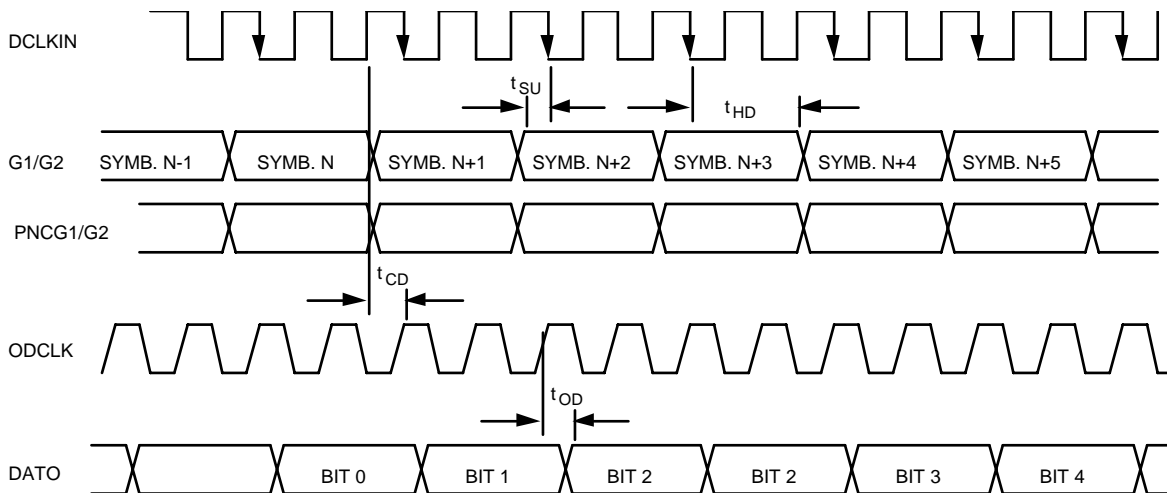 DCLKIN
tSU
tHD
G1/G2 SYMB. N-1 SYMB. N SYMB. N+1 SYMB. N+2 SYMB. N+3 SYMB. N+4 SYMB. N+5
PNCG1/G2
tCD
ODCLK
tOD
DATO BIT 0 BIT 1 BIT 2 BIT 2 BIT 3 BIT 4